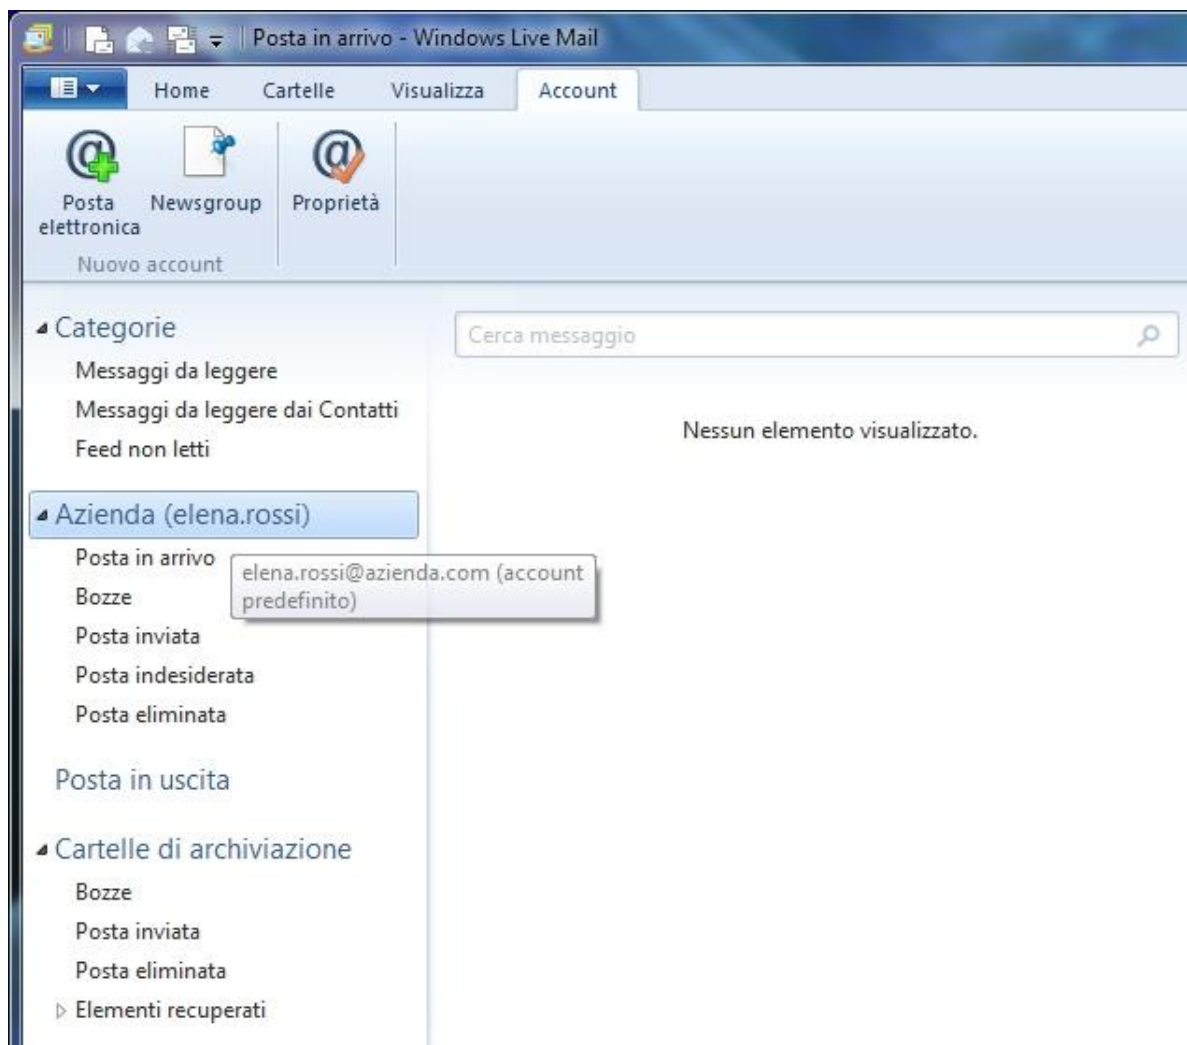 Posta in arrivo - Windows Live Mail
Home Cartelle Visualizza Account
Posta elettronica
Newsgroup
Proprietà
Nuovo account
Categorie
Messaggi da leggere
Messaggi da leggere dai Contatti
Feed non letti
Azienda (elena.rossi)
Posta in arrivo
elena.rossi@azienda.com (account
predefinito)
Bozze
Posta inviata
Posta indesiderata
Posta eliminata
Posta in uscita
Cartelle di archiviazione
Bozze
Posta inviata
Posta eliminata
Elementi recuperati
Cerca messaggio
Nessun elemento visualizzato.